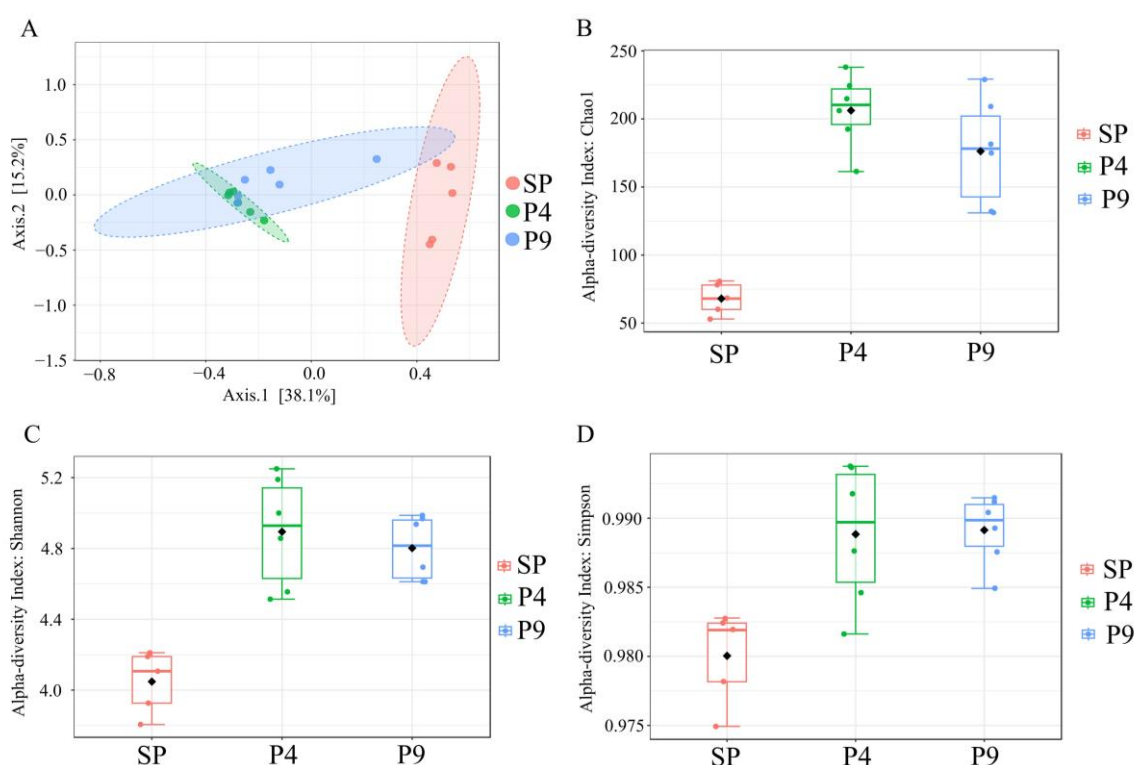 A
1.0
0.5
0.0
−0.5
−1.0
−1.5
Axis.2 [15.2%]
−0.8
−0.4
0.0
0.4
Axis.1 [38.1%]
SP
P4
P9
B
250
200
150
100
50
Alpha-diversity Index: Chao1
SP
P4
P9
SP
P4
P9
C
5.2
4.8
4.4
4.0
Alpha-diversity Index: Shannon
SP
P4
P9
SP
P4
P9
D
0.990
0.985
0.980
0.975
Alpha-diversity Index: Simpson
SP
P4
P9
SP
P4
P9